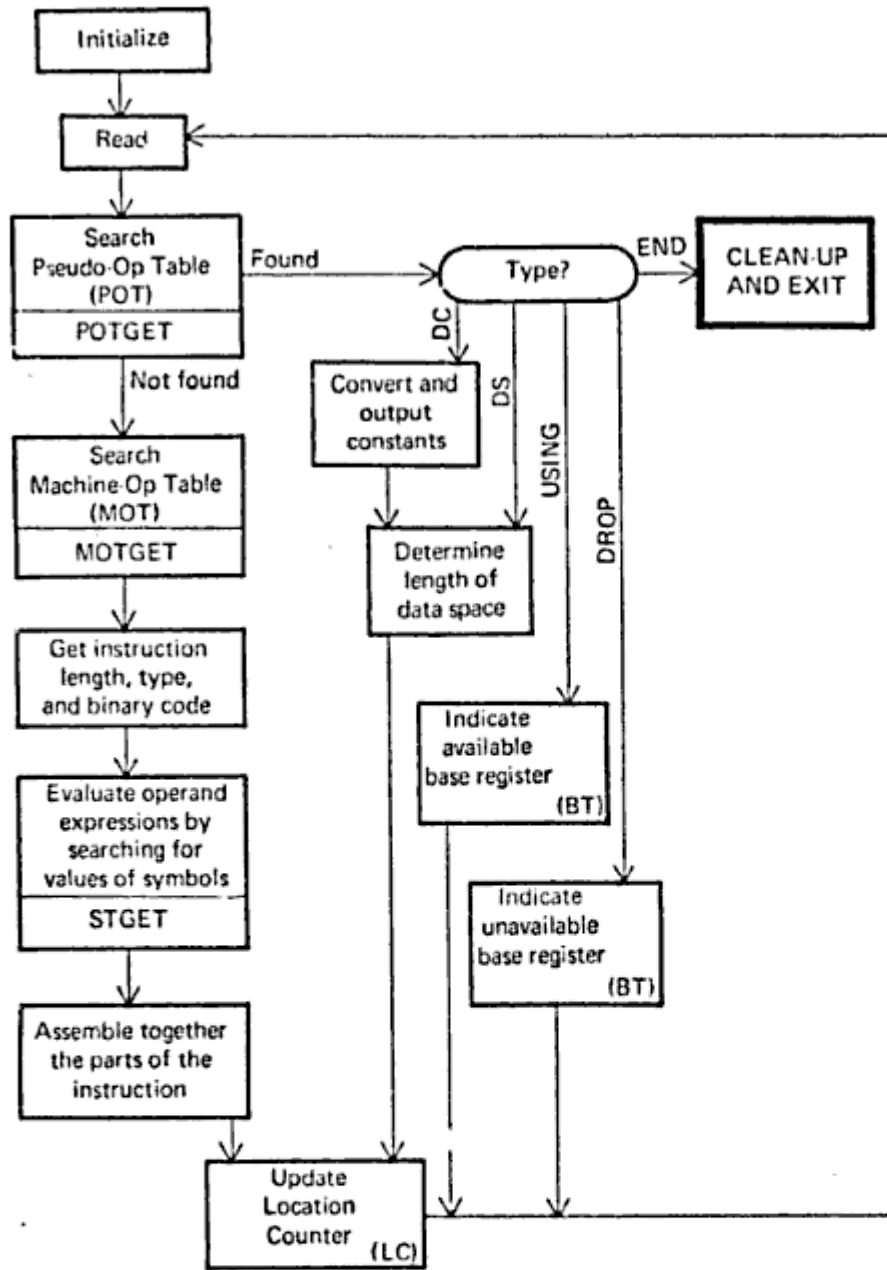 Initialize
Read
Search
Pseudo-Op Table
(POT)
POTGET
Found
Type?
END
CLEAN-UP
AND EXIT
Not found
DC
DS
USING
DROP
Convert and
output
constants
Search
Machine-Op Table
(MOT)
MOTGET
Determine
length of
data space
Get instruction
length, type,
and binary code
Indicate
available
base register
(BT)
Evaluate operand
expressions by
searching for
values of symbols
STGET
Indicate
unavailable
base register
(BT)
Assemble together
the parts of the
instruction
Update
Location
Counter
(LC)